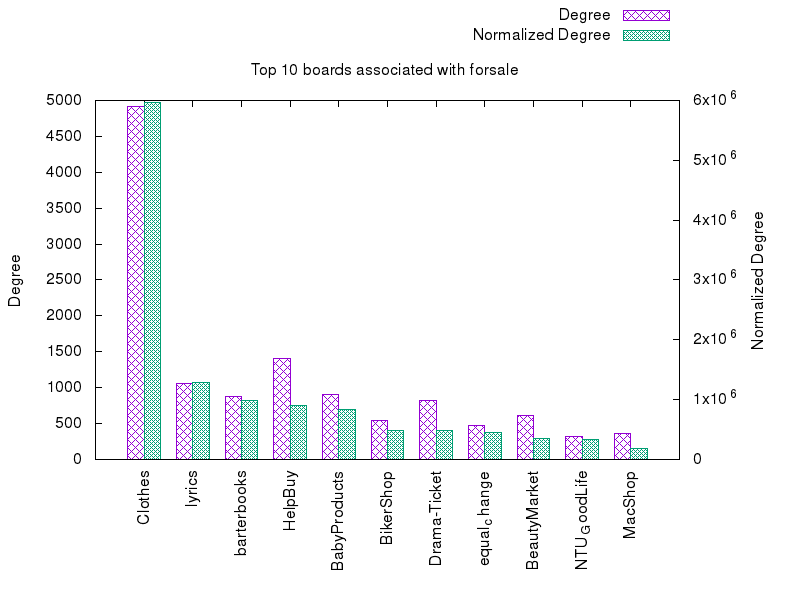 Degree
Normalized Degree
Top 10 boards associated with forsale
5000
4500
4000
3500
3000
2500
2000
1500
1000
500
0
6x10^6
5x10^6
4x10^6
3x10^6
2x10^6
1x10^6
0
Degree
Normalized Degree
Clothes
lyrics
barterbooks
HelpBuy
BabyProducts
BikerShop
Drama-Ticket
equal_change
BeautyMarket
NTU_GoodLife
MacShop